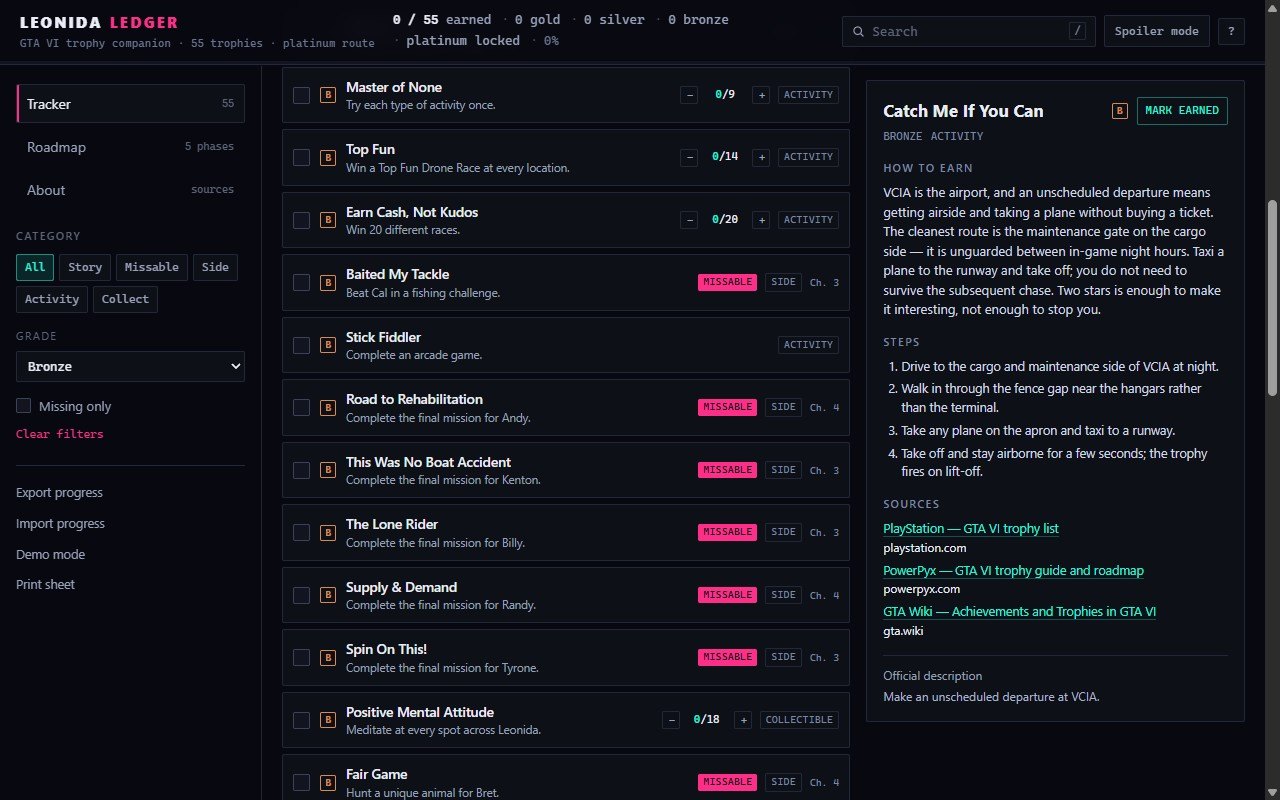 LEONIDA LEDGER
GTA VI trophy companion · 55 trophies · platinum route
0 / 55 earned · 0 gold · 0 silver · 0 bronze
· platinum locked · 0%
Search
/
Spoiler mode
?
Tracker 55
Roadmap 5 phases
About sources
CATEGORY
All Story Missable Side
Activity Collect
GRADE
Bronze
Missing only
Clear filters
Export progress
Import progress
Demo mode
Print sheet
B Master of None
Try each type of activity once.
− 0/9 + ACTIVITY
B Top Fun
Win a Top Fun Drone Race at every location.
− 0/14 + ACTIVITY
B Earn Cash, Not Kudos
Win 20 different races.
− 0/20 + ACTIVITY
B Baited My Tackle
Beat Cal in a fishing challenge.
MISSABLE SIDE Ch. 3
B Stick Fiddler
Complete an arcade game.
ACTIVITY
B Road to Rehabilitation
Complete the final mission for Andy.
MISSABLE SIDE Ch. 4
B This Was No Boat Accident
Complete the final mission for Kenton.
MISSABLE SIDE Ch. 3
B The Lone Rider
Complete the final mission for Billy.
MISSABLE SIDE Ch. 3
B Supply & Demand
Complete the final mission for Randy.
MISSABLE SIDE Ch. 4
B Spin On This!
Complete the final mission for Tyrone.
MISSABLE SIDE Ch. 3
B Positive Mental Attitude
Meditate at every spot across Leonida.
− 0/18 + COLLECTIBLE
B Fair Game
Hunt a unique animal for Bret.
MISSABLE SIDE Ch. 4
Catch Me If You Can B MARK EARNED
BRONZE ACTIVITY
HOW TO EARN
VCIA is the airport, and an unscheduled departure means
getting airside and taking a plane without buying a ticket.
The cleanest route is the maintenance gate on the cargo
side — it is unguarded between in-game night hours. Taxi a
plane to the runway and take off; you do not need to
survive the subsequent chase. Two stars is enough to make
it interesting, not enough to stop you.
STEPS
1. Drive to the cargo and maintenance side of VCIA at night.
2. Walk in through the fence gap near the hangars rather
than the terminal.
3. Take any plane on the apron and taxi to a runway.
4. Take off and stay airborne for a few seconds; the trophy
fires on lift-off.
SOURCES
PlayStation — GTA VI trophy list
playstation.com
PowerPyx — GTA VI trophy guide and roadmap
powerpyx.com
GTA Wiki — Achievements and Trophies in GTA VI
gta.wiki
Official description
Make an unscheduled departure at VCIA.